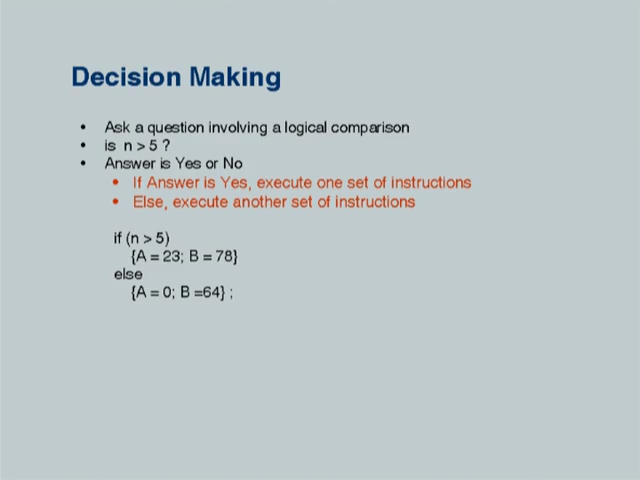 Decision Making
• Ask a question involving a logical comparison
• is n > 5 ?
• Answer is Yes or No
• If Answer is Yes, execute one set of instructions
• Else, execute another set of instructions
if (n > 5)
{A = 23; B = 78}
else
{A = 0; B =64} ;